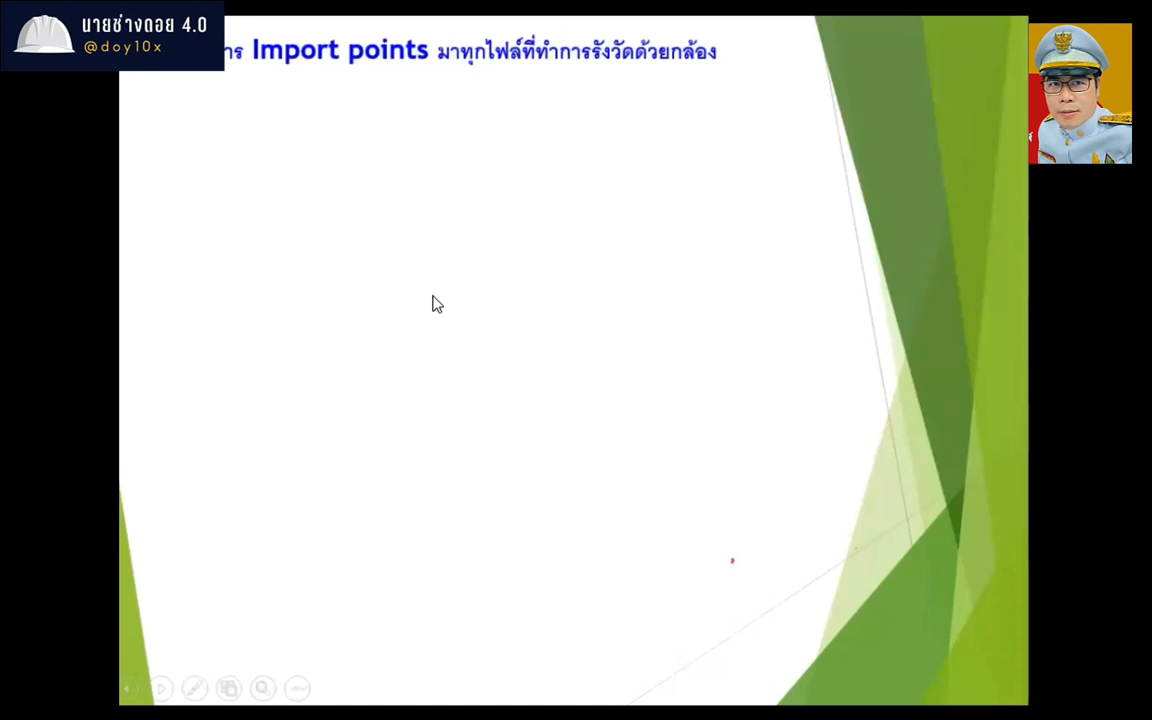 นายช่างดอย 4.0
@doy10x
าร Import points มาทุกไฟล์ที่ทำการรังวัดด้วยกล้อง